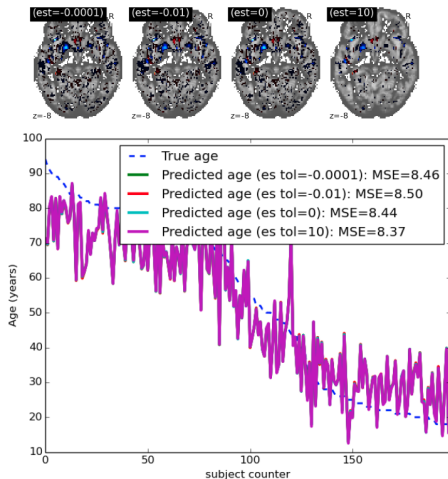 (est=-0.0001) (est=-0.01) (est=0) (est=10)
R R R R
z=-8 z=-8 z=-8 z=-8
True age
Predicted age (es tol=-0.0001): MSE=8.46
Predicted age (es tol=-0.01): MSE=8.50
Predicted age (es tol=0): MSE=8.44
Predicted age (es tol=10): MSE=8.37
100
90
80
70
60
50
40
30
20
10
Age (years)
0 50 100 150
subject counter